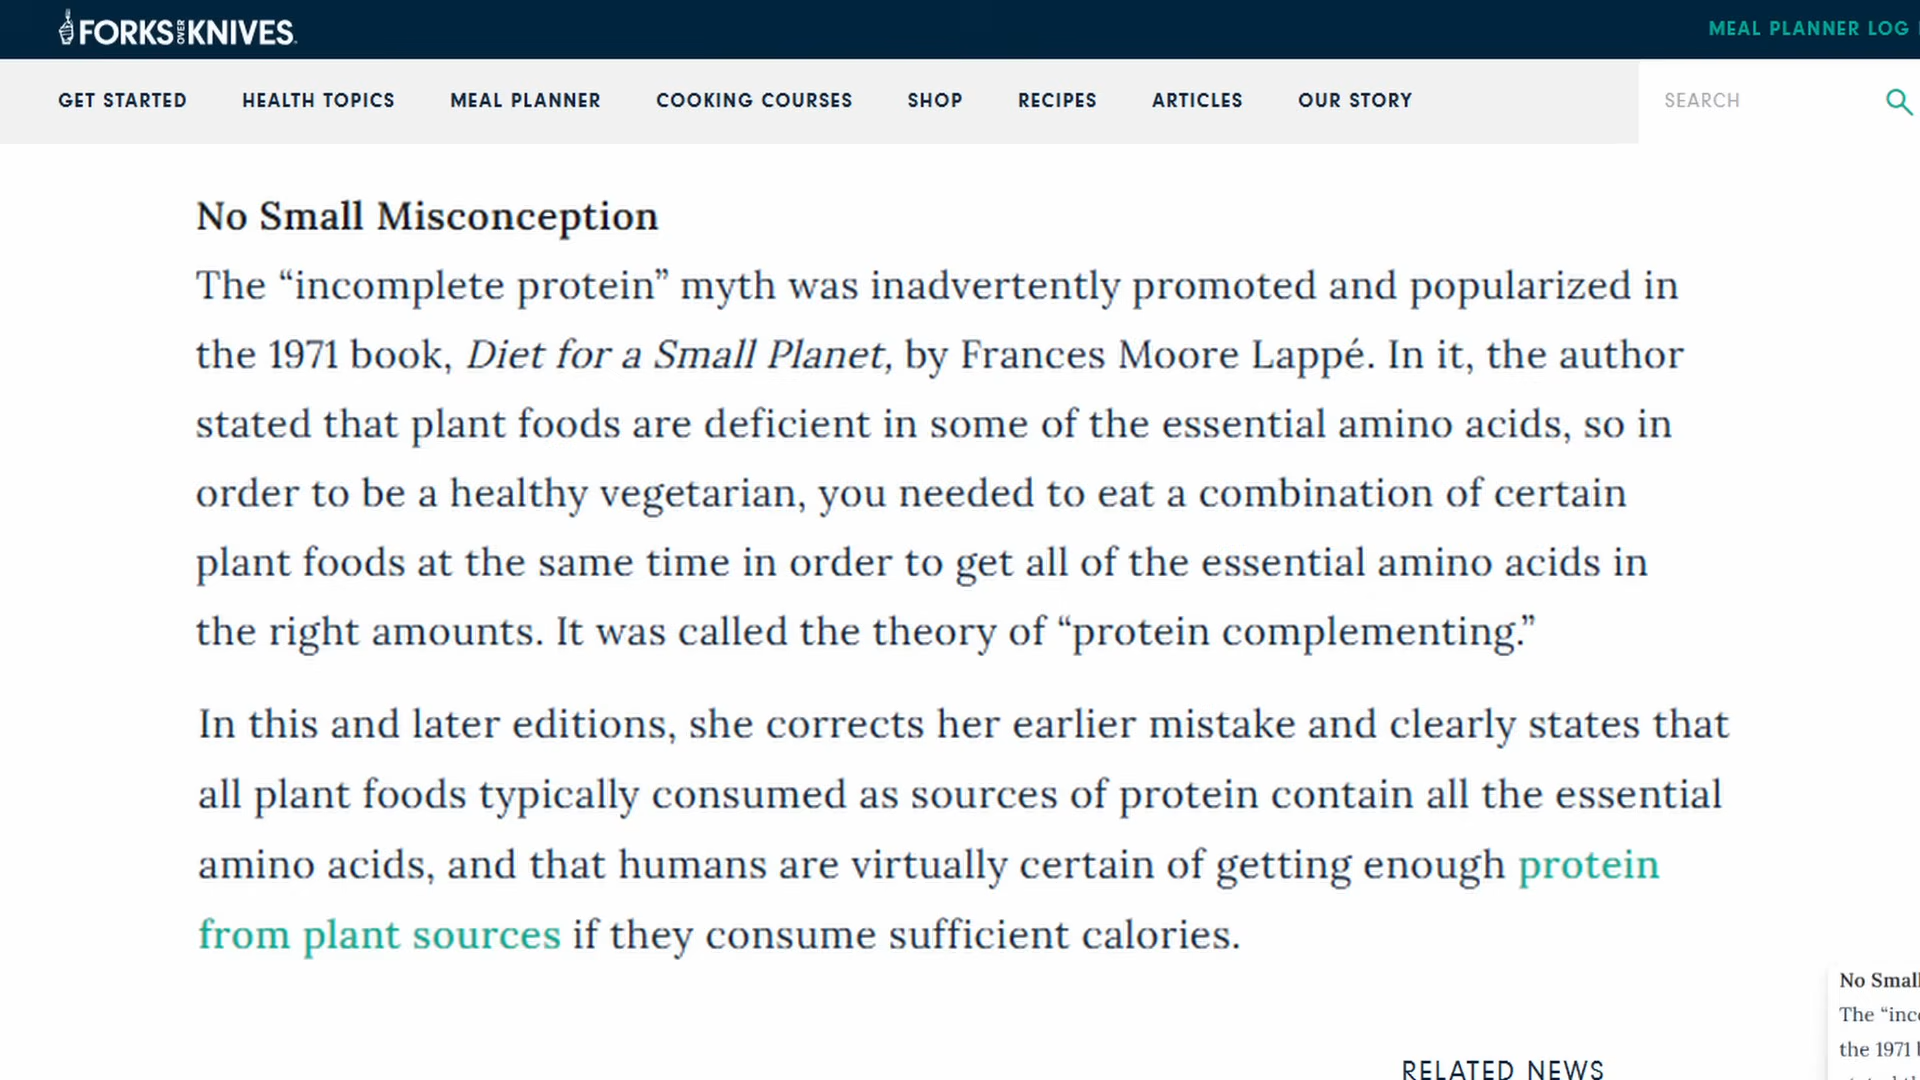 FORKS OVER KNIVES
MEAL PLANNER LOG
GET STARTED HEALTH TOPICS MEAL PLANNER COOKING COURSES SHOP RECIPES ARTICLES OUR STORY SEARCH
No Small Misconception
The “incomplete protein” myth was inadvertently promoted and popularized in
the 1971 book, Diet for a Small Planet, by Frances Moore Lappé. In it, the author
stated that plant foods are deficient in some of the essential amino acids, so in
order to be a healthy vegetarian, you needed to eat a combination of certain
plant foods at the same time in order to get all of the essential amino acids in
the right amounts. It was called the theory of “protein complementing.”
In this and later editions, she corrects her earlier mistake and clearly states that
all plant foods typically consumed as sources of protein contain all the essential
amino acids, and that humans are virtually certain of getting enough protein
from plant sources if they consume sufficient calories.
No Small
The “inc
the 1971
RELATED NEWS